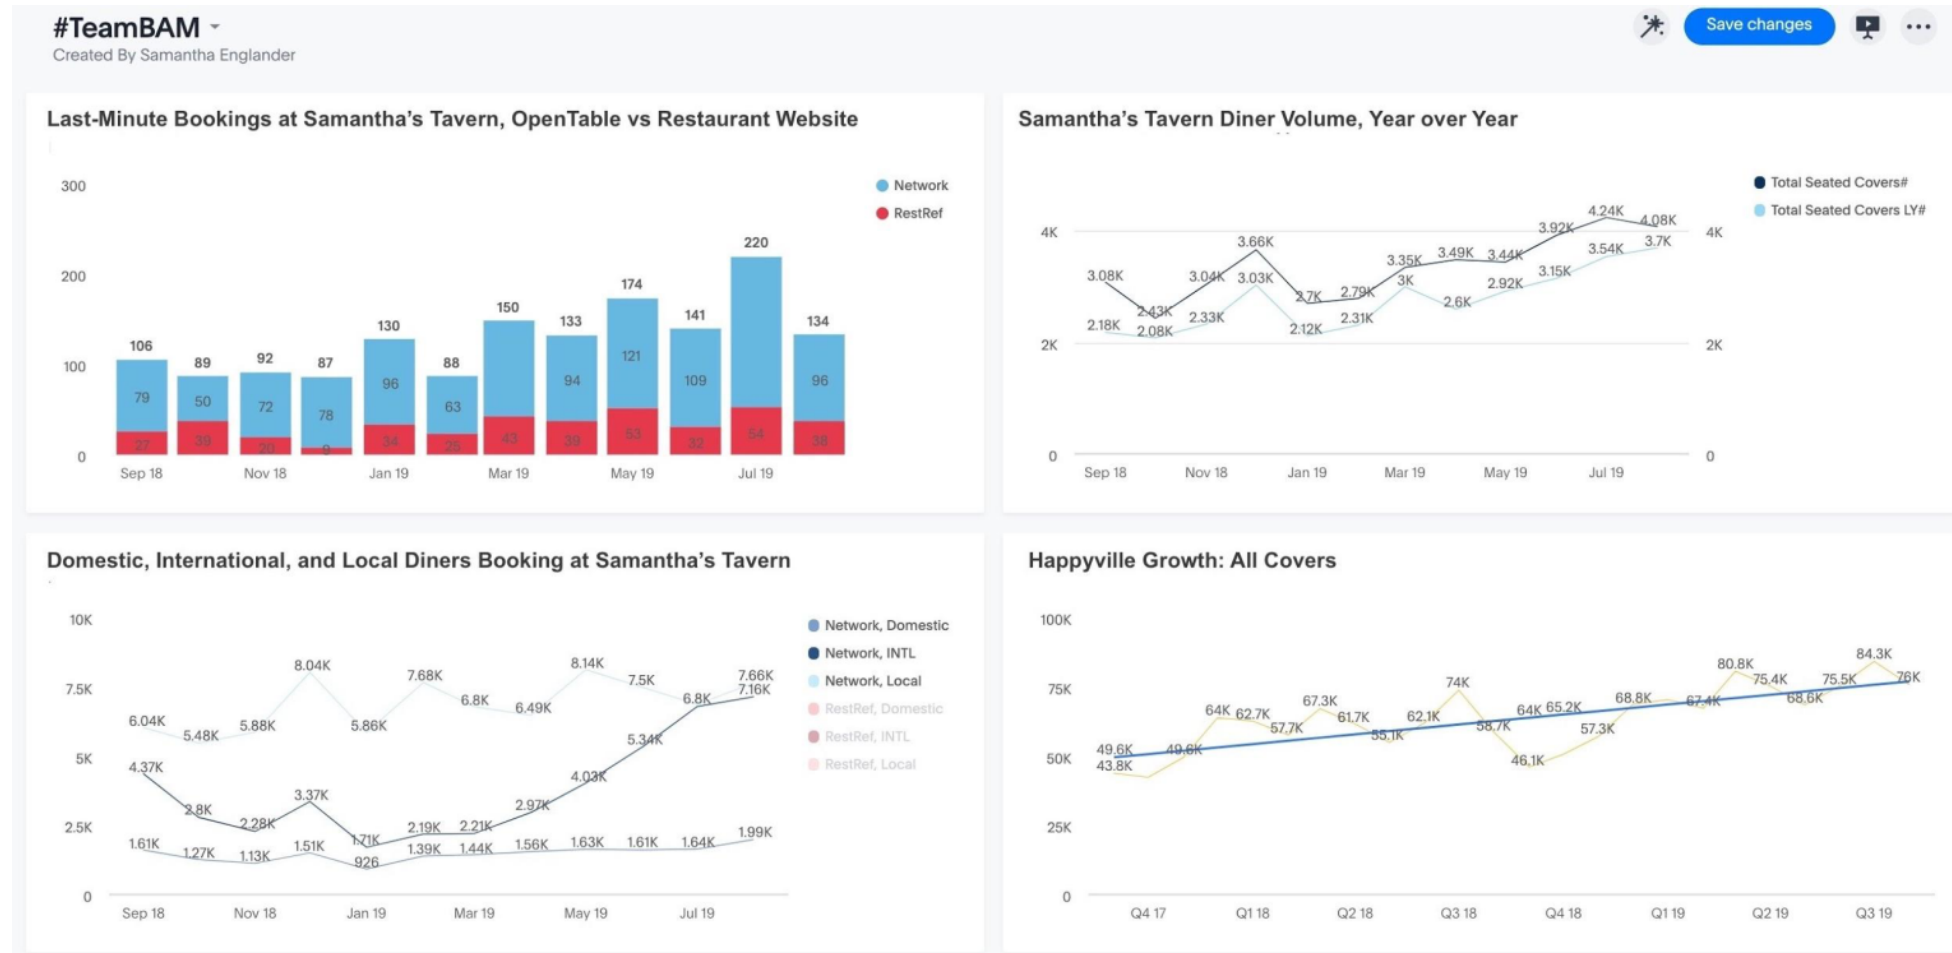 #TeamBAM
Save changes
Created By Samantha Englander
Last-Minute Bookings at Samantha's Tavern, OpenTable vs Restaurant Website
300
200
100
0
Network
RestRef
106
89
92
87
130
88
150
133
174
141
220
134
79
50
72
78
96
63
94
121
109
96
27
39
20
9
34
25
43
39
53
32
54
38
Sep 18
Nov 18
Jan 19
Mar 19
May 19
Jul 19
Samantha's Tavern Diner Volume, Year over Year
Total Seated Covers#
Total Seated Covers LY#
4K
2K
0
4K
2K
0
3.08K
2.43K
3.04K
3.66K
2.7K
2.79K
3.35K
3.49K
3.44K
3.92K
4.24K
4.08K
2.18K
2.08K
2.33K
3.03K
2.12K
2.31K
3K
2.6K
2.92K
3.15K
3.54K
3.7K
Sep 18
Nov 18
Jan 19
Mar 19
May 19
Jul 19
Domestic, International, and Local Diners Booking at Samantha's Tavern
10K
7.5K
5K
2.5K
0
Network, Domestic
Network, INTL
Network, Local
RestRef, Domestic
RestRef, INTL
RestRef, Local
6.04K
5.48K
5.88K
8.04K
5.86K
7.68K
6.8K
6.49K
8.14K
7.5K
6.8K
7.66K
7.16K
4.37K
2.8K
2.28K
3.37K
1.71K
2.19K
2.21K
2.97K
4.03K
5.34K
1.61K
1.27K
1.13K
1.51K
926
1.39K
1.44K
1.56K
1.63K
1.61K
1.64K
1.99K
Sep 18
Nov 18
Jan 19
Mar 19
May 19
Jul 19
Happyville Growth: All Covers
100K
75K
50K
25K
0
49.6K
43.8K
49.8K
64K
62.7K
57.7K
67.3K
61.7K
55.1K
62.1K
74K
58.7K
64K
46.1K
65.2K
57.3K
68.8K
67.4K
80.8K
75.4K
68.6K
75.5K
84.3K
76K
Q4 17
Q1 18
Q2 18
Q3 18
Q4 18
Q1 19
Q2 19
Q3 19